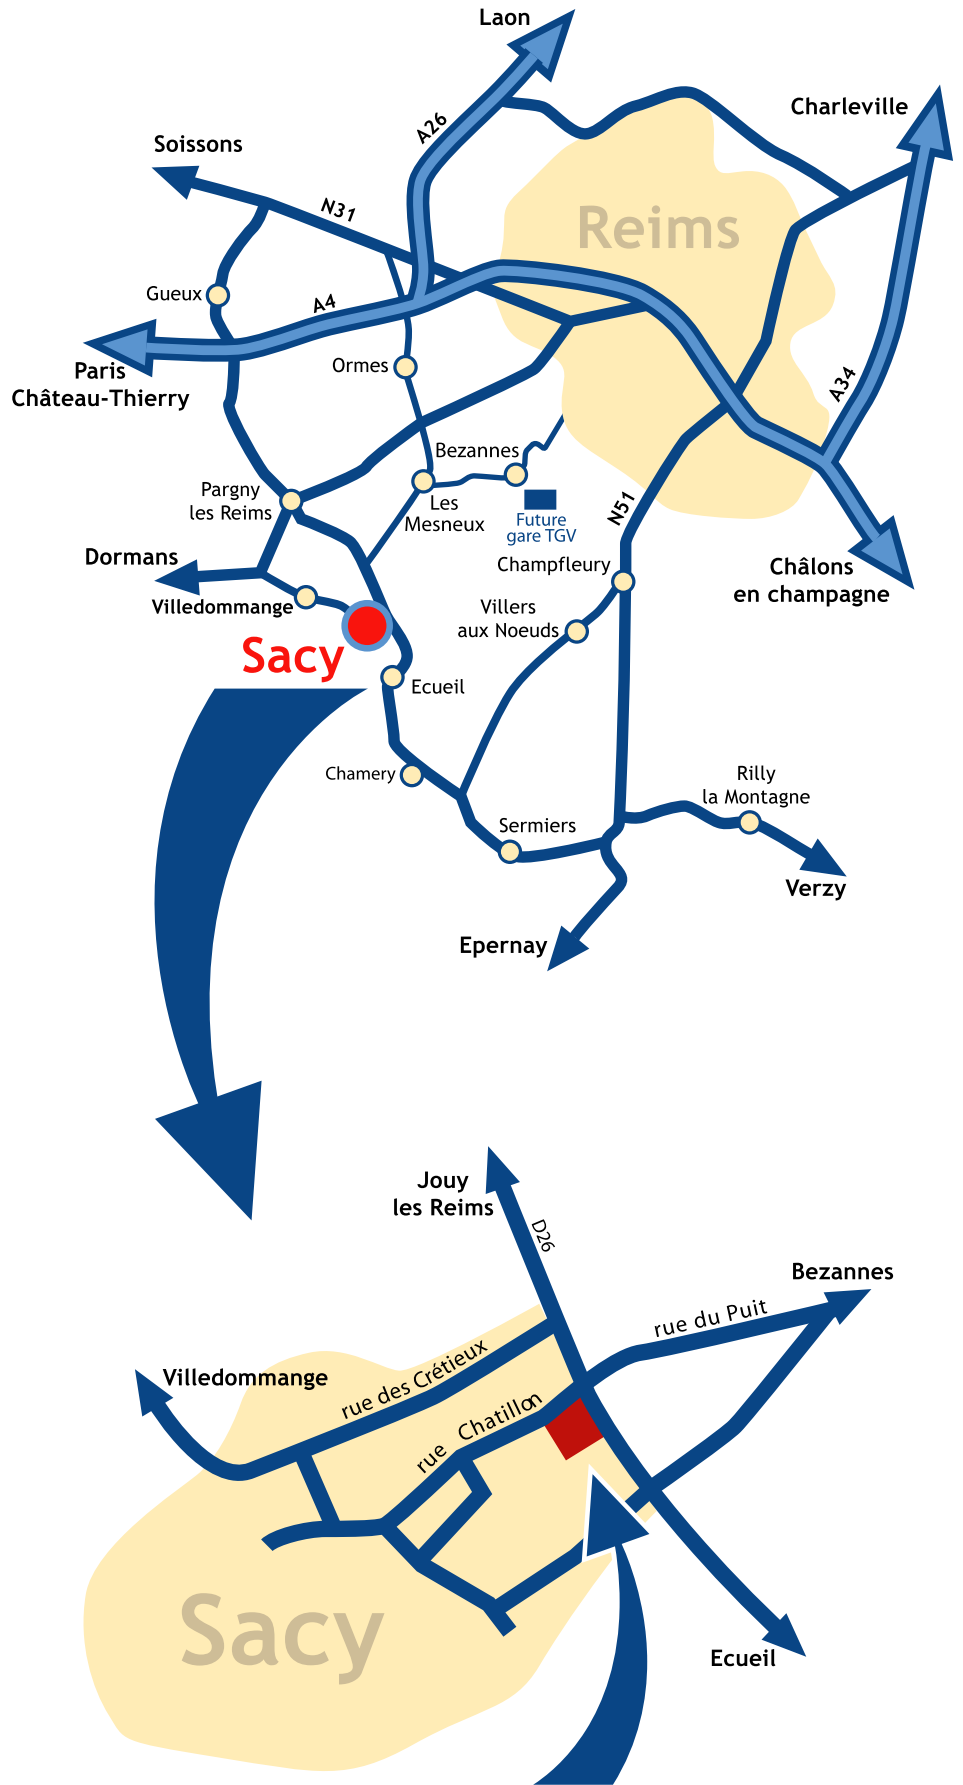 Laon
Charleville
A26
Soissons
N31
Reims
Gueux
A4
Paris
Château-Thierry
Ormes
A34
Bezannes
Pargny
les Reims
Les
Mesneux
Future
gare TGV
N51
Dormans
Champfleury
Châlons
en champagne
Villedommange
Villers
aux Noeuds
Sacy
Ecueil
Chamery
Rilly
la Montagne
Sermiers
Verzy
Epernay
Jouy
les Reims
D26
Bezannes
rue du Puit
Villedommange
rue des Crétieux
rue Chatillon
Sacy
Ecueil